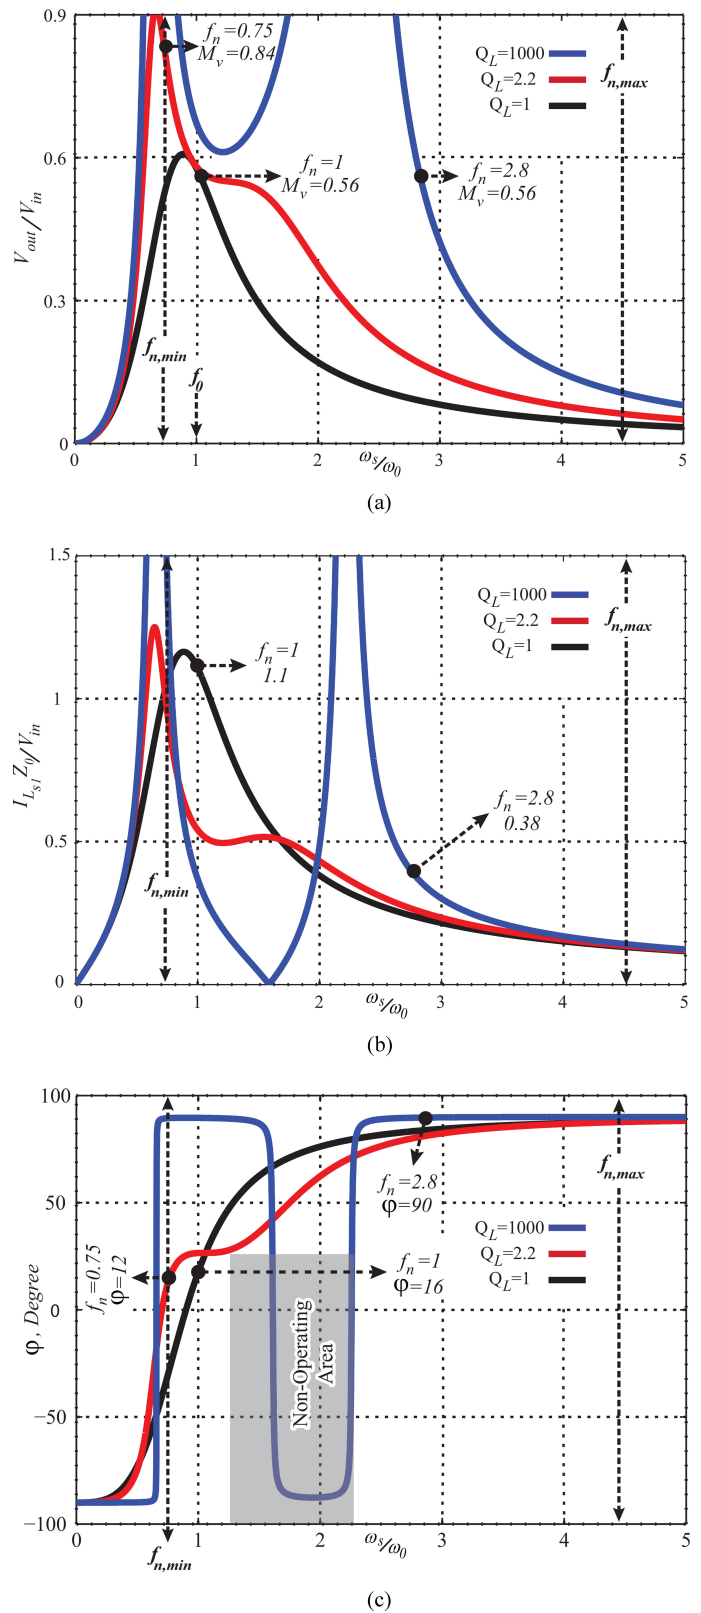 0.9
0.6
0.3
0
V_out/V_in
f_n=0.75
M_v=0.84
Q_L=1000
Q_L=2.2
Q_L=1
f_n,max
f_n=1
M_v=0.56
f_n=2.8
M_v=0.56
f_n,min
f_0
0 1 2 3 4 5
ω_s/ω_0
(a)
1.5
1
0.5
0
I_L_s1 Z_0/V_in
Q_L=1000
Q_L=2.2
Q_L=1
f_n,max
f_n=1
1.1
f_n=2.8
0.38
f_n,min
0 1 2 3 4 5
ω_s/ω_0
(b)
100
50
0
−50
−100
φ, Degree
f_n,max
f_n=2.8
φ=90
Q_L=1000
Q_L=2.2
Q_L=1
f_n=0.75
φ=12
f_n=1
φ=16
Non-Operating
Area
0 1 2 3 4 5
ω_s/ω_0
f_n,min
(c)